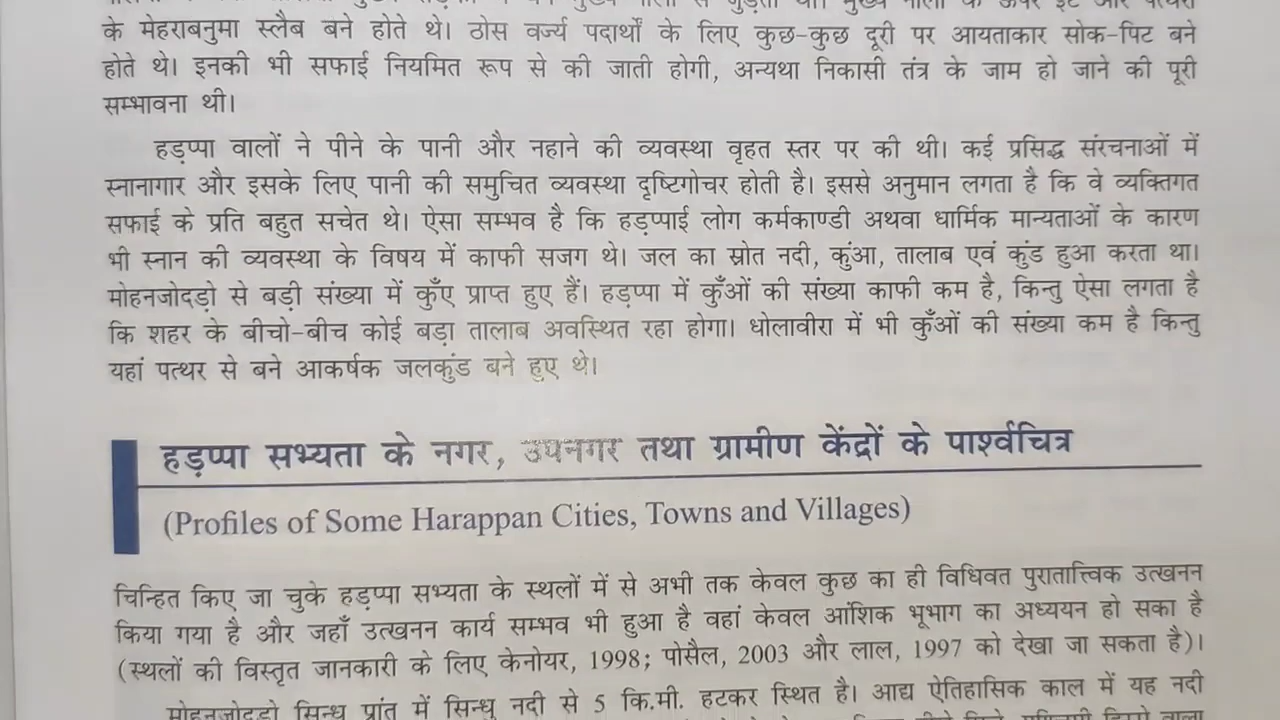 के मेहराबनुमा स्लैब बने होते थे। ठोस वर्ज्य पदार्थों के लिए कुछ-कुछ दूरी पर आयताकार सोक-पिट बने
होते थे। इनकी भी सफाई नियमित रूप से की जाती होगी, अन्यथा निकासी तंत्र के जाम हो जाने की पूरी
सम्भावना थी।
हड़प्पा वालों ने पीने के पानी और नहाने की व्यवस्था वृहत स्तर पर की थी। कई प्रसिद्ध संरचनाओं में
स्नानागार और इसके लिए पानी की समुचित व्यवस्था दृष्टिगोचर होती है। इससे अनुमान लगता है कि वे व्यक्तिगत
सफाई के प्रति बहुत सचेत थे। ऐसा सम्भव है कि हड़प्पाई लोग कर्मकाण्डी अथवा धार्मिक मान्यताओं के कारण
भी स्नान की व्यवस्था के विषय में काफी सजग थे। जल का स्रोत नदी, कुंआ, तालाब एवं कुंड हुआ करता था।
मोहनजोदड़ो से बड़ी संख्या में कुँए प्राप्त हुए हैं। हड़प्पा में कुँओं की संख्या काफी कम है, किन्तु ऐसा लगता है
कि शहर के बीचो-बीच कोई बड़ा तालाब अवस्थित रहा होगा। धोलावीरा में भी कुँओं की संख्या कम है किन्तु
यहां पत्थर से बने आकर्षक जलकुंड बने हुए थे।
हड़प्पा सभ्यता के नगर, उपनगर तथा ग्रामीण केंद्रों के पार्श्वचित्र
(Profiles of Some Harappan Cities, Towns and Villages)
चिन्हित किए जा चुके हड़प्पा सभ्यता के स्थलों में से अभी तक केवल कुछ का ही विधिवत पुरातात्त्विक उत्खनन
किया गया है और जहाँ उत्खनन कार्य सम्भव भी हुआ है वहां केवल आंशिक भूभाग का अध्ययन हो सका है
(स्थलों की विस्तृत जानकारी के लिए केनोयर, 1998; पोसैल, 2003 और लाल, 1997 को देखा जा सकता है)।
मोहनजोदड़ो सिन्ध प्रांत में सिन्धु नदी से 5 कि.मी. हटकर स्थित है। आद्य ऐतिहासिक काल में यह नदी